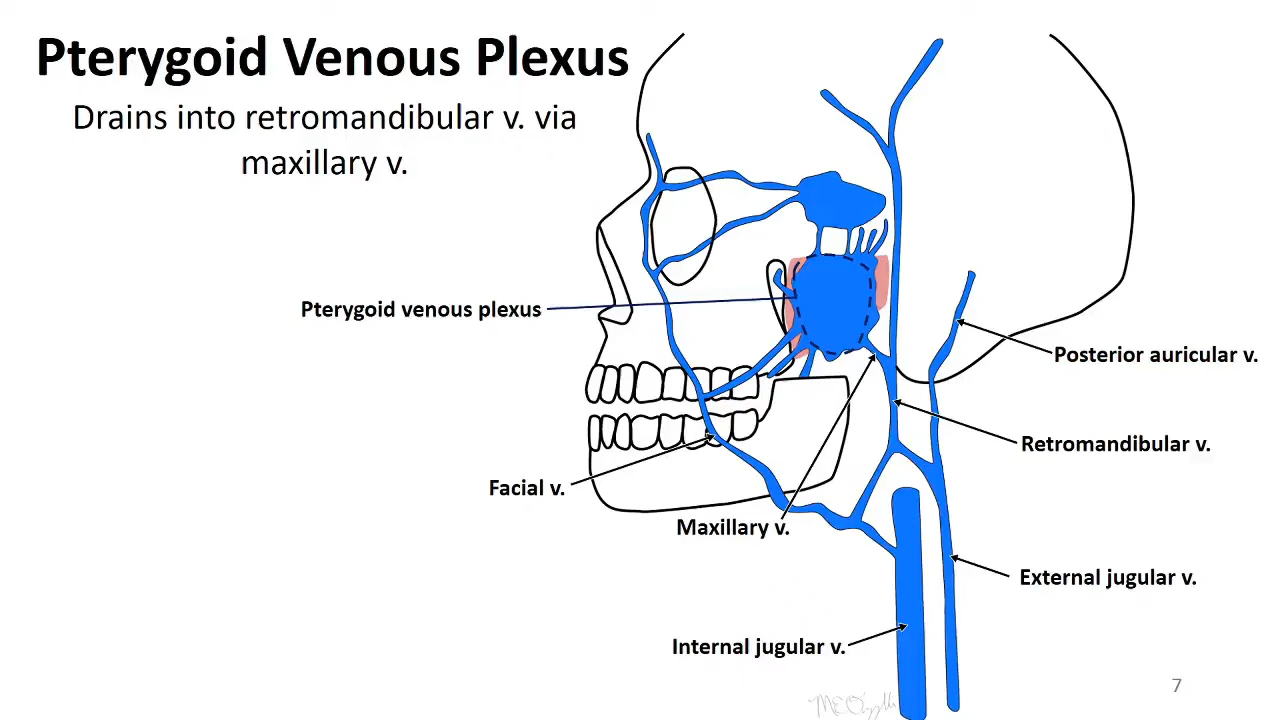 Pterygoid Venous Plexus
Drains into retromandibular v. via
maxillary v.
Pterygoid venous plexus
Posterior auricular v.
Retromandibular v.
Facial v.
Maxillary v.
External jugular v.
Internal jugular v.
7